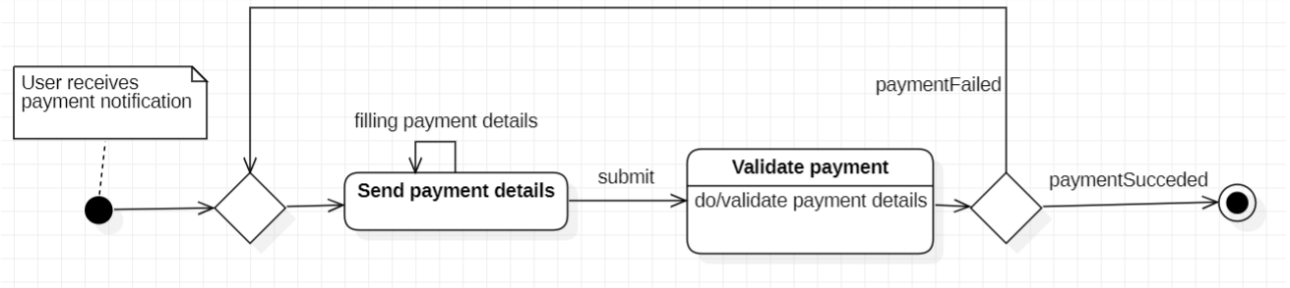 User receives
payment notification
filling payment details
Send payment details
submit
Validate payment
do/validate payment details
paymentFailed
paymentSucceded